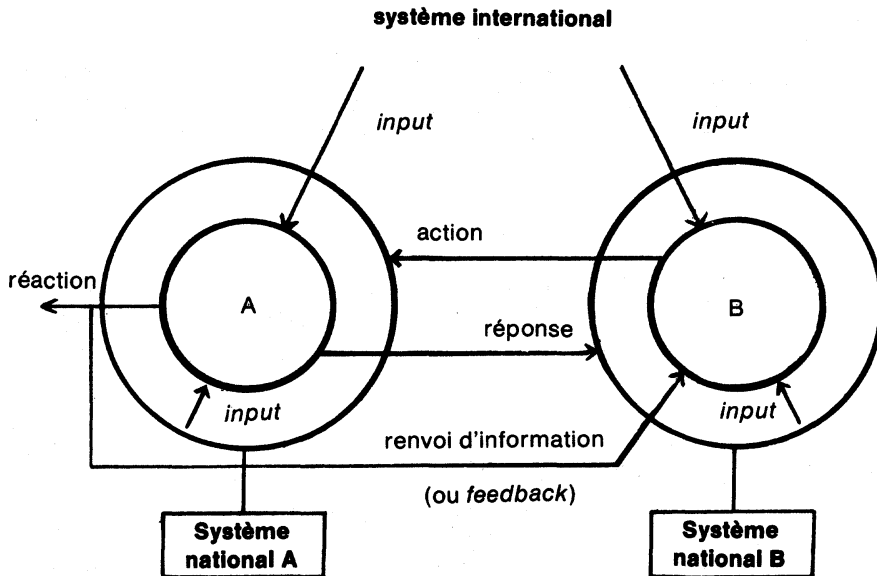 système international
input
input
action
réaction
A
B
réponse
input
input
renvoi d'information
(ou feedback)
Système
national A
Système
national B